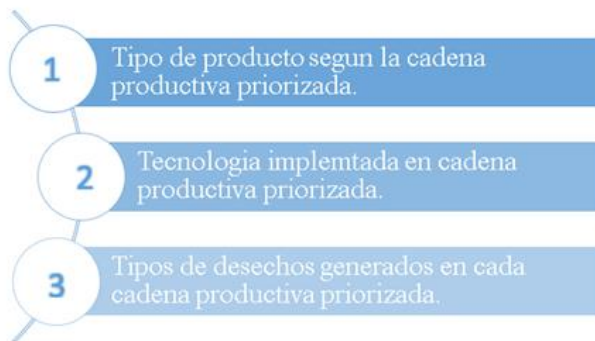 1
Tipo de producto segun la cadena
productiva priorizada.
2
Tecnologia implemtada en cadena
productiva priorizada.
3
Tipos de desechos generados en cada
cadena productiva priorizada.